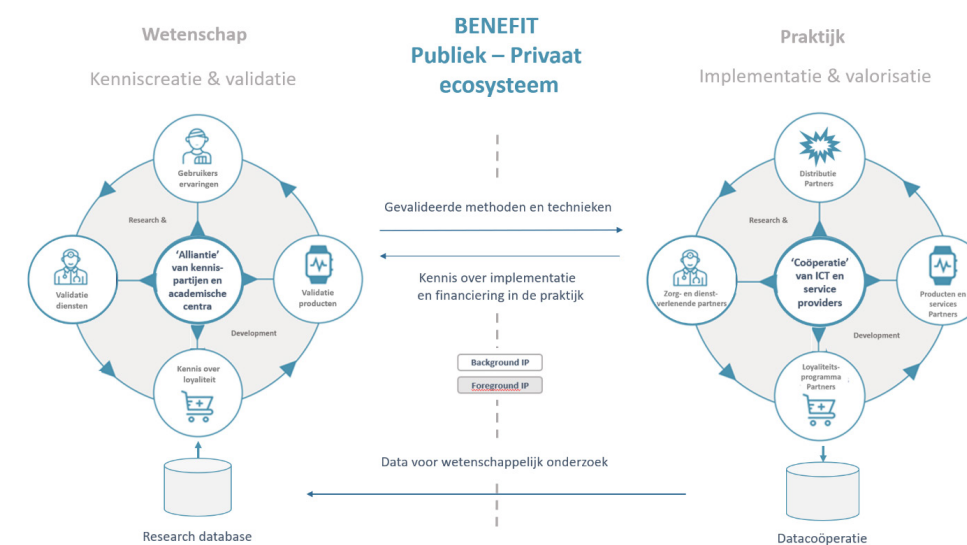 Wetenschap
Kenniscreatie & validatie
BENEFIT
Publiek – Privaat
ecosysteem
Praktijk
Implementatie & valorisatie
Gebruikers
ervaringen
Research &
Validatie
diensten
'Alliantie'
van kennis-
partijen en
academische
centra
Validatie
producten
Development
Kennis over
loyaliteit
Research database
Gevalideerde methoden en technieken
Kennis over implementatie
en financiering in de praktijk
Background IP
Foreground IP
Data voor wetenschappelijk onderzoek
Distributie
Partners
Research &
Zorg- en dienst-
verlenende partners
'Coöperatie'
van ICT en
service
providers
Producten en
services
Partners
Development
Loyaliteits-
programma
Partners
Datacoöperatie